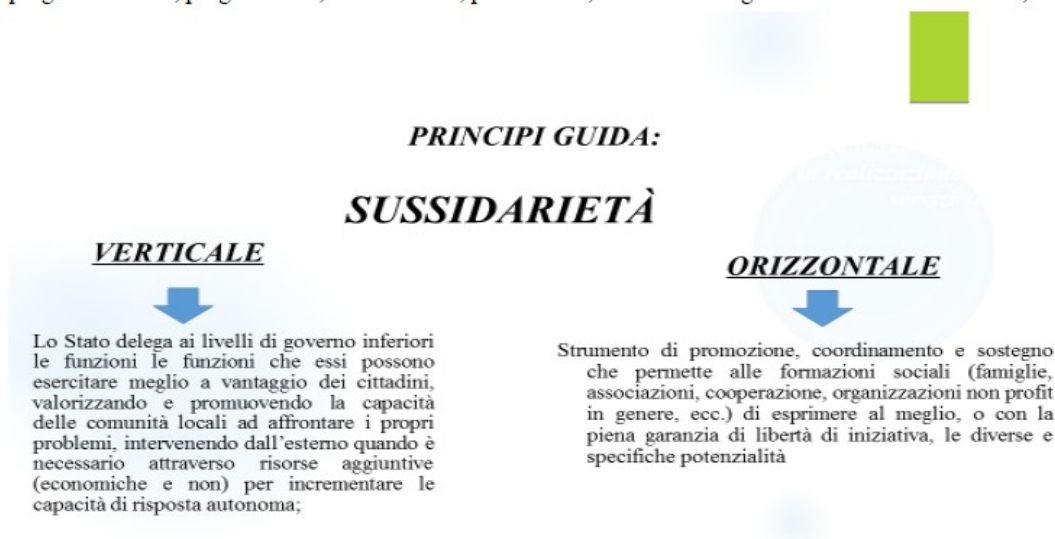 PRINCIPI GUIDA:
SUSSIDARIETÀ
VERTICALE
Lo Stato delega ai livelli di governo inferiori
le funzioni le funzioni che essi possono
esercitare meglio a vantaggio dei cittadini,
valorizzando e promuovendo la capacità
delle comunità locali ad affrontare i propri
problemi, intervenendo dall'esterno quando è
necessario attraverso risorse aggiuntive
(economiche e non) per incrementare le
capacità di risposta autonoma;
ORIZZONTALE
Strumento di promozione, coordinamento e sostegno
che permette alle formazioni sociali (famiglie,
associazioni, cooperazione, organizzazioni non profit
in genere, ecc.) di esprimere al meglio, o con la
piena garanzia di libertà di iniziativa, le diverse e
specifiche potenzialità